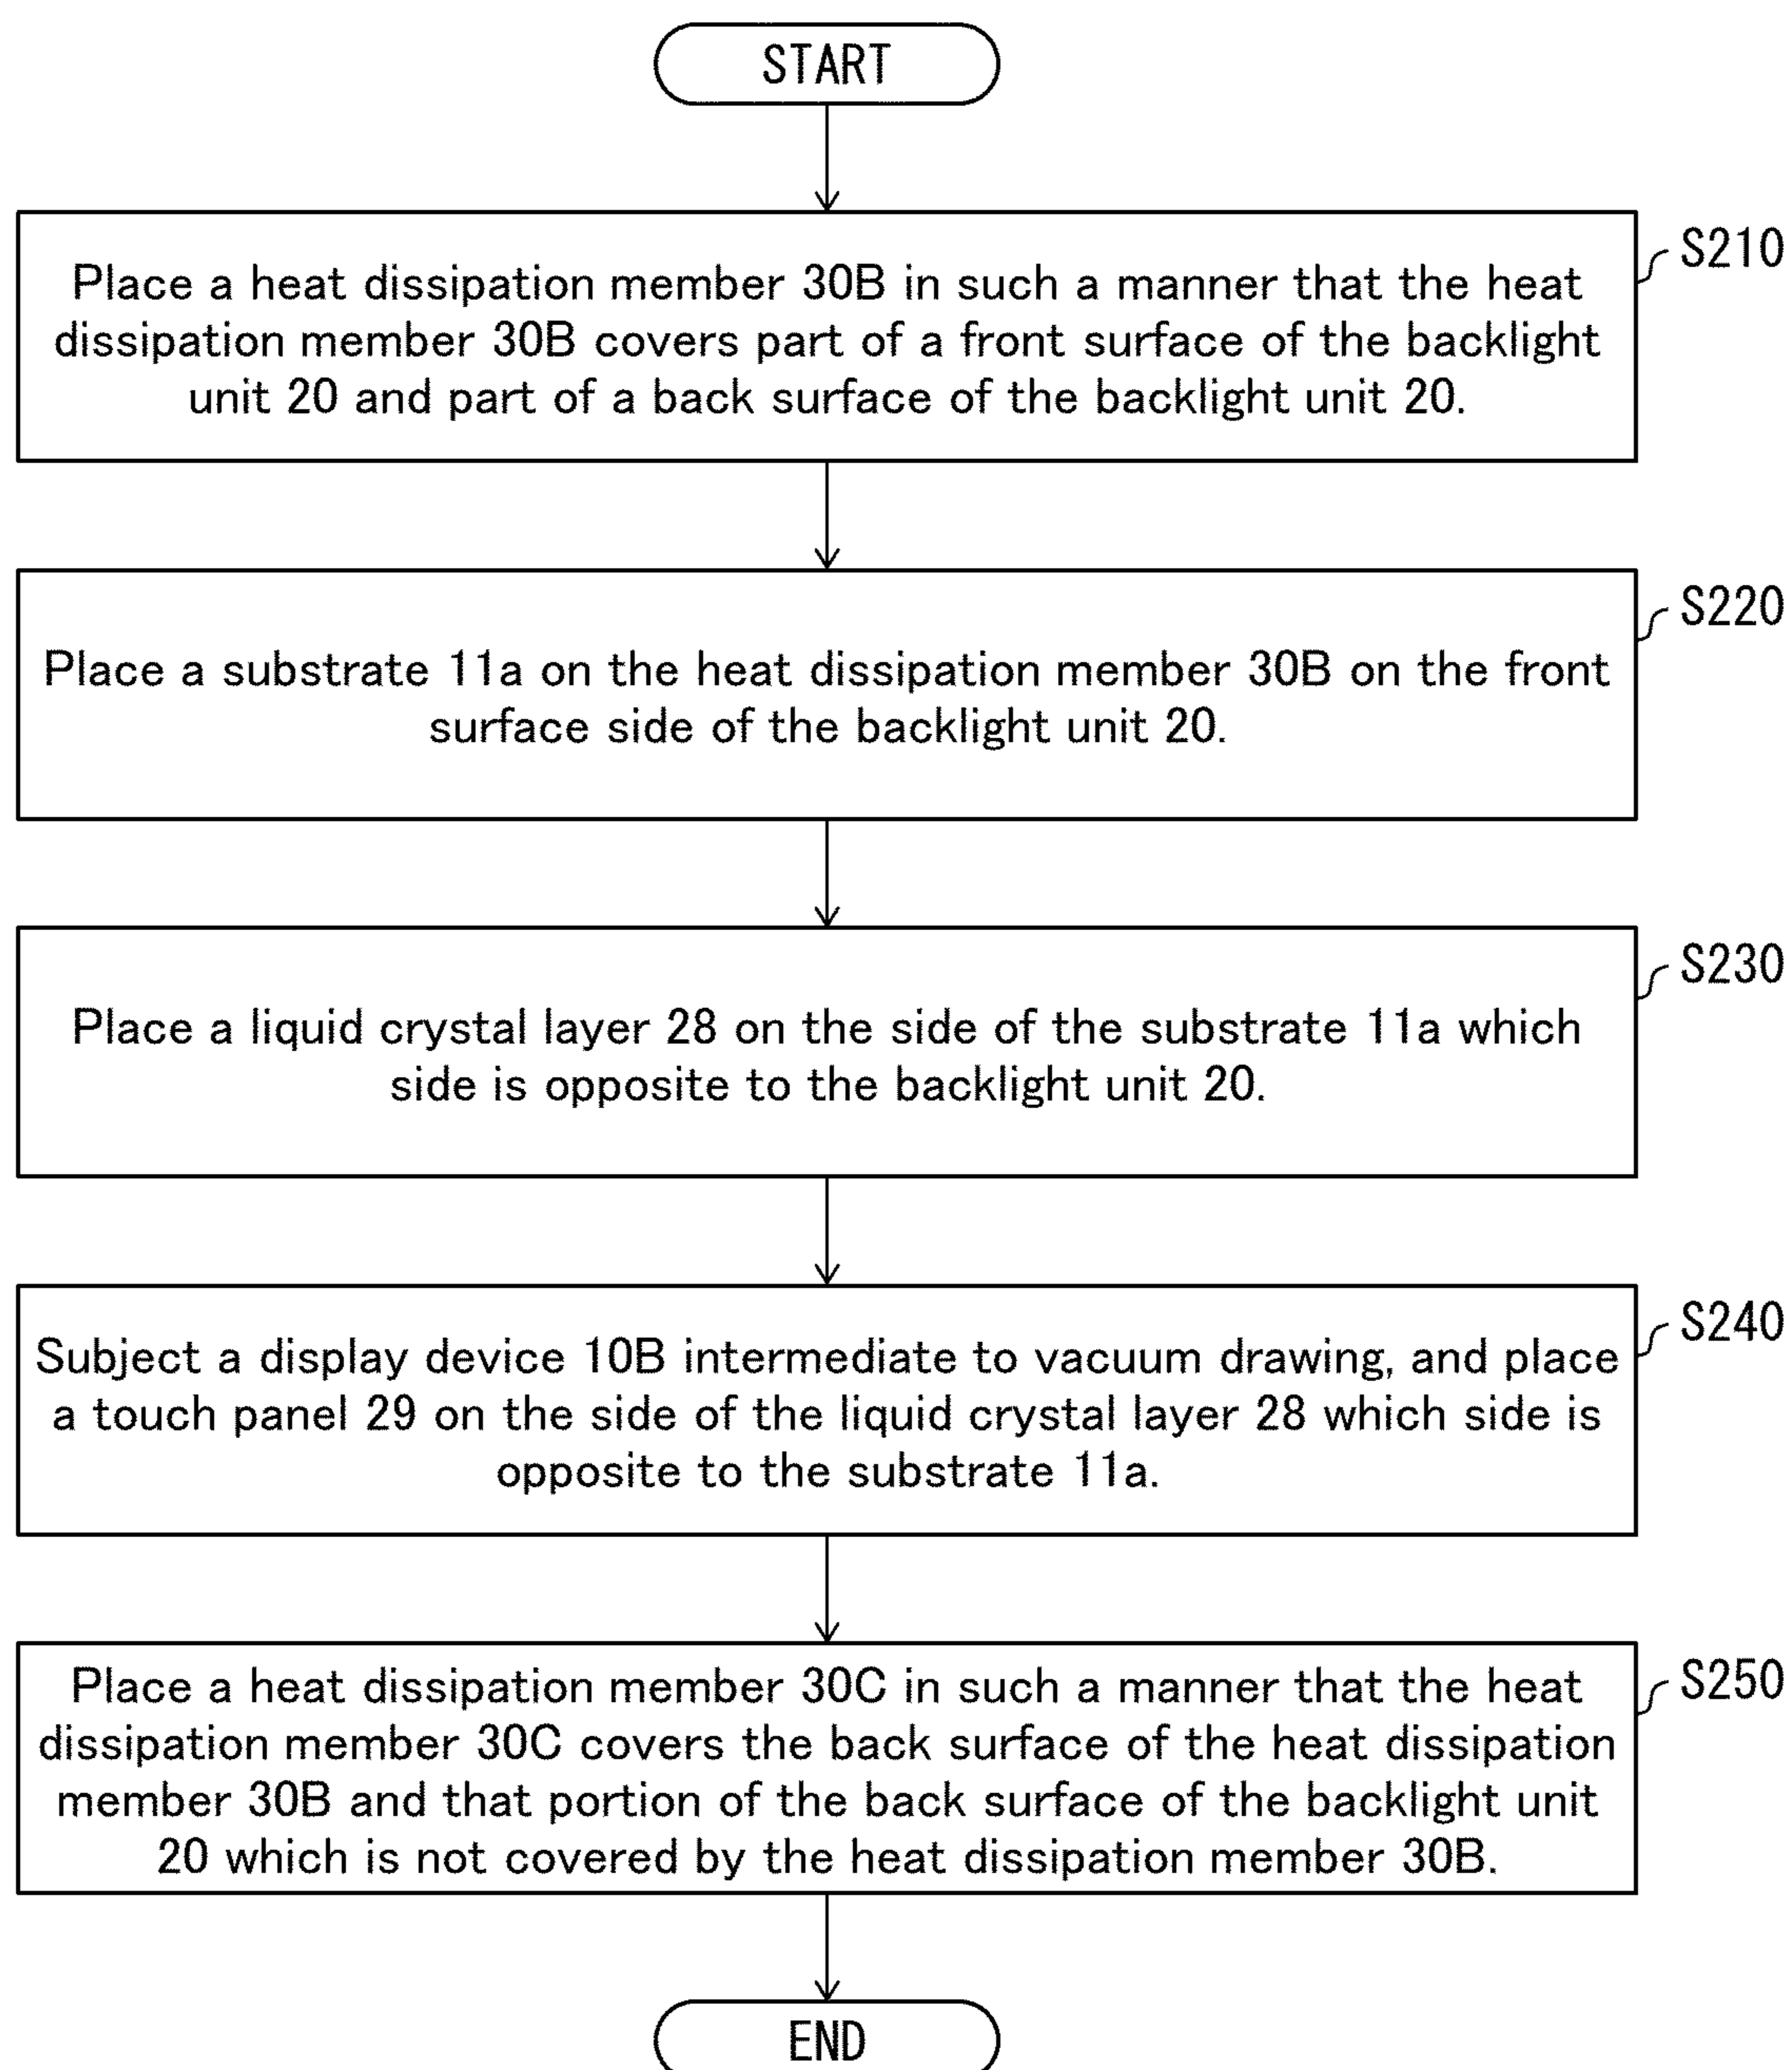 START
S210
Place a heat dissipation member 30B in such a manner that the heat
dissipation member 30B covers part of a front surface of the backlight
unit 20 and part of a back surface of the backlight unit 20.
S220
Place a substrate 11a on the heat dissipation member 30B on the front
surface side of the backlight unit 20.
S230
Place a liquid crystal layer 28 on the side of the substrate 11a which
side is opposite to the backlight unit 20.
S240
Subject a display device 10B intermediate to vacuum drawing, and place
a touch panel 29 on the side of the liquid crystal layer 28 which side is
opposite to the substrate 11a.
S250
Place a heat dissipation member 30C in such a manner that the heat
dissipation member 30C covers the back surface of the heat dissipation
member 30B and that portion of the back surface of the backlight unit
20 which is not covered by the heat dissipation member 30B.
END